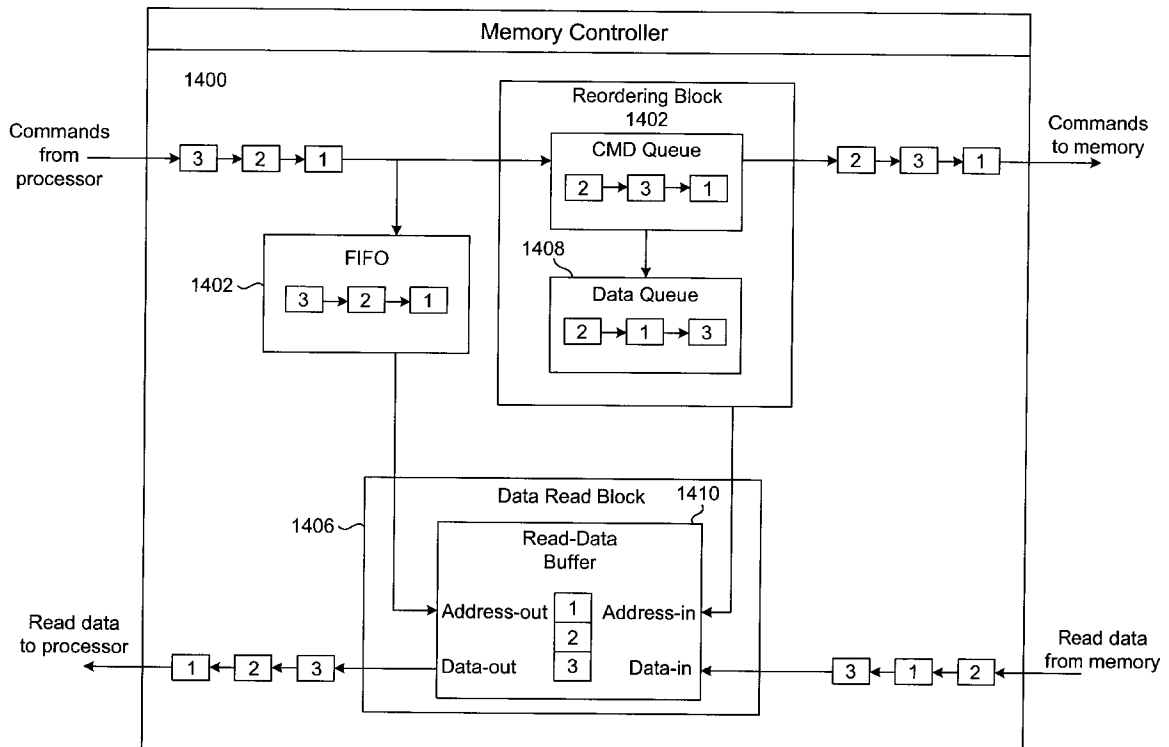 Memory Controller
1400
Commands
from
processor
3 2 1
Reordering Block
1402
CMD Queue
2 3 1
2 3 1
Commands
to memory
1402
FIFO
3 2 1
1408
Data Queue
2 1 3
Data Read Block
1406
1410
Read-Data
Buffer
Address-out
1
2
3
Address-in
Data-out
Data-in
Read data
to processor
1 2 3
3 1 2
Read data
from memory